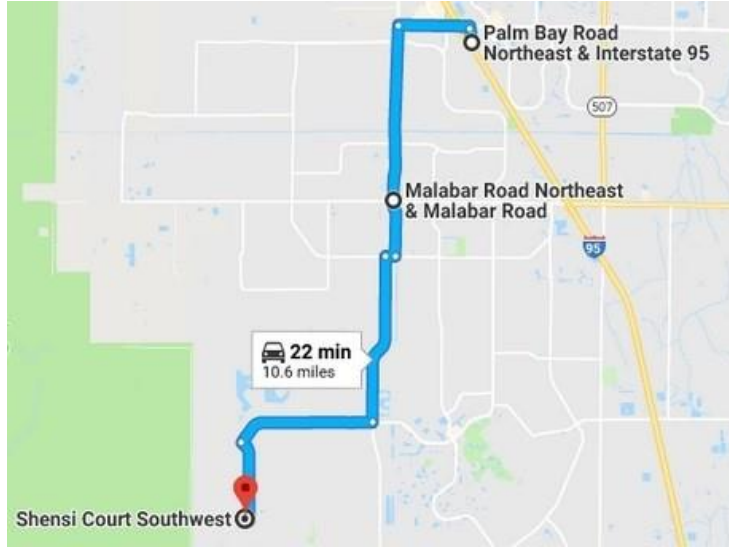 Palm Bay Road
Northeast & Interstate 95
507
Malabar Road Northeast
& Malabar Road
95
22 min
10.6 miles
Shensi Court Southwest